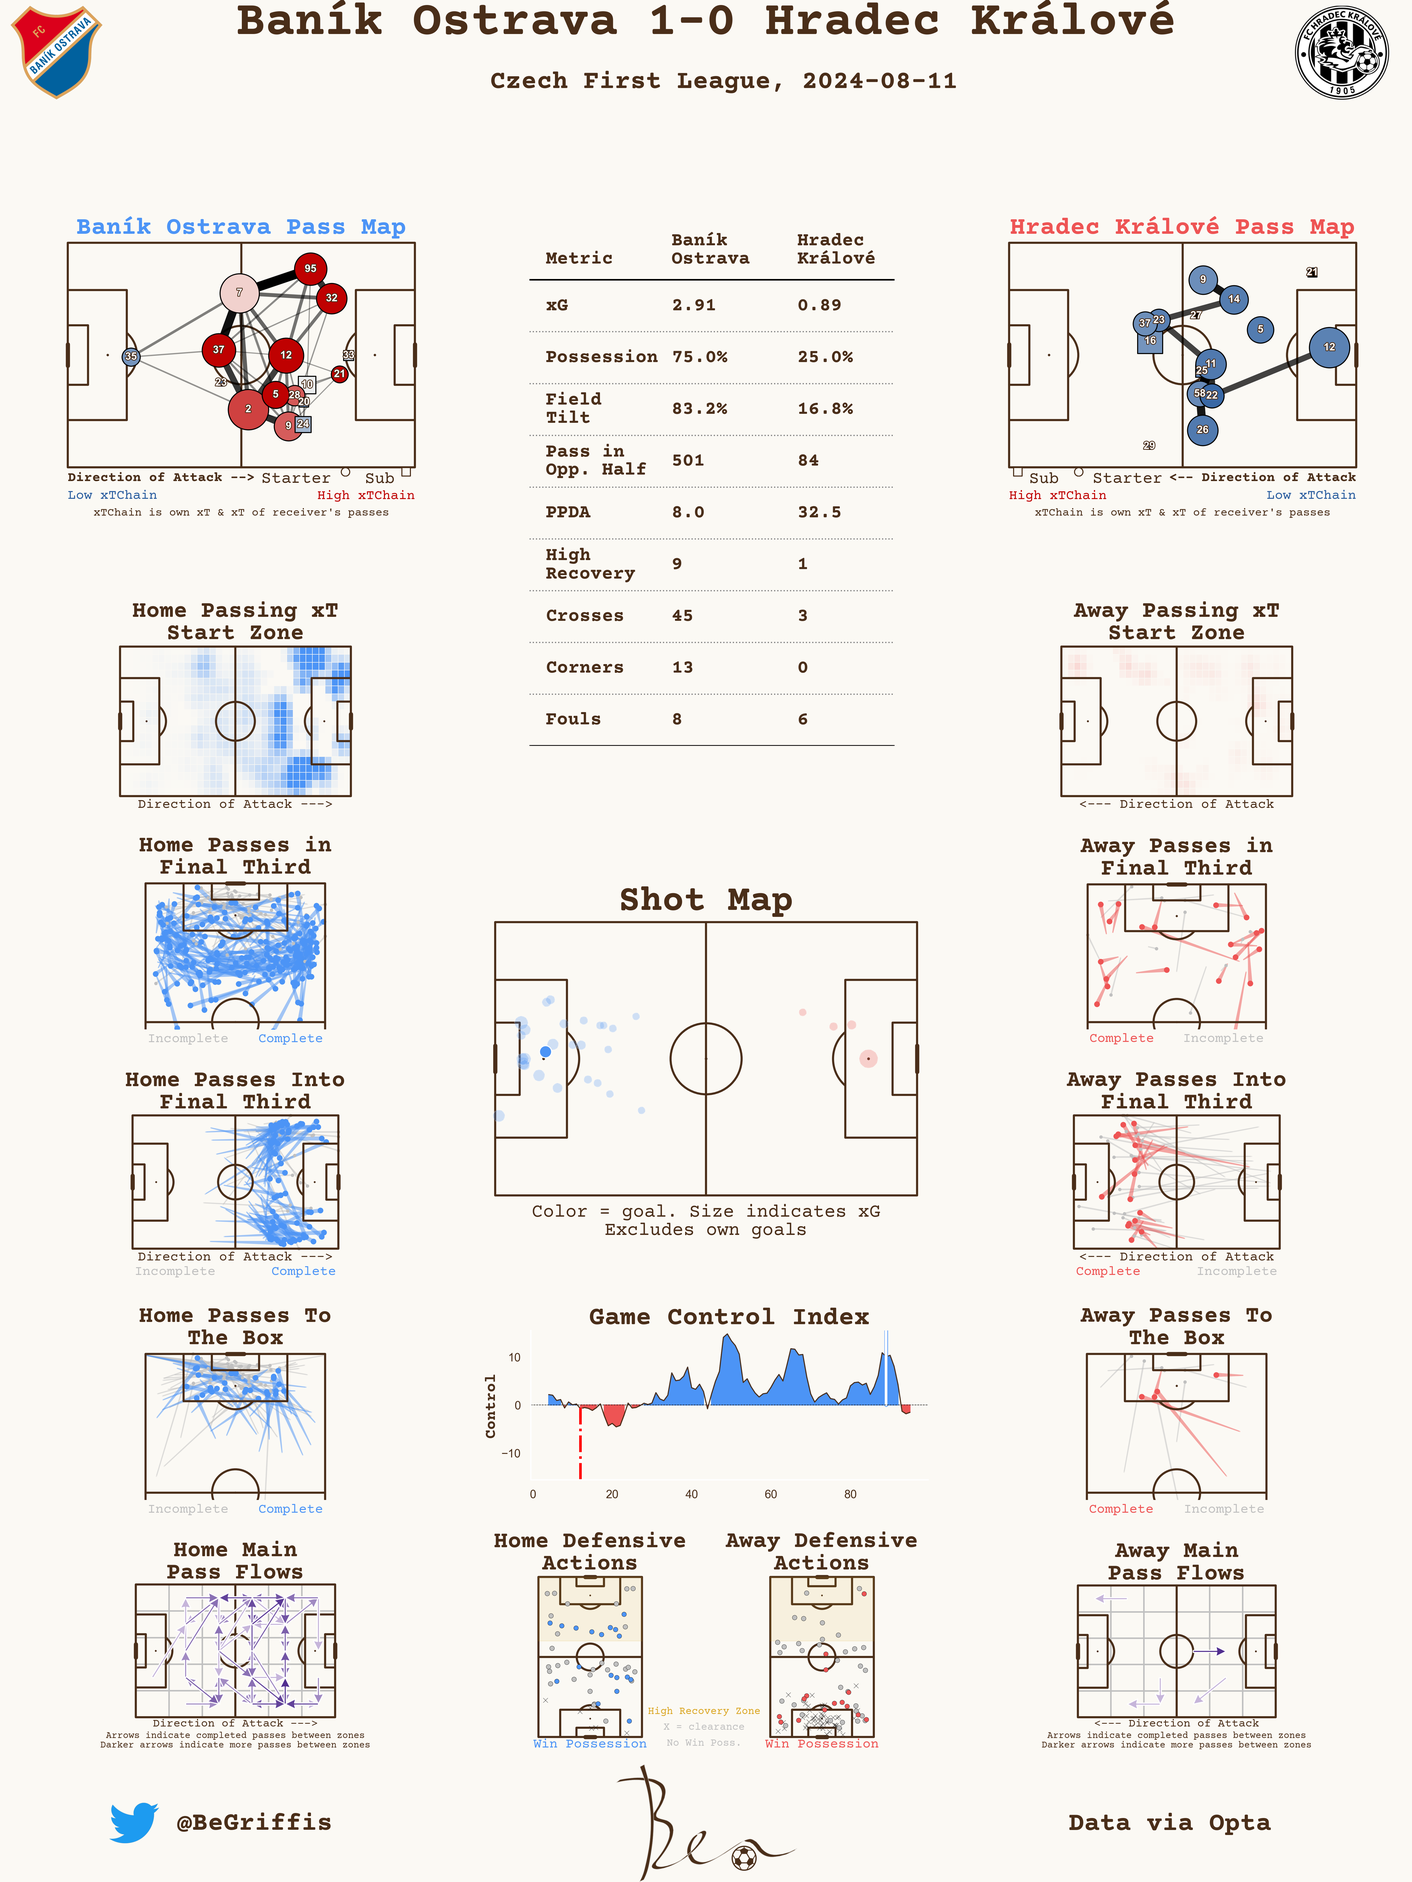 Baník Ostrava 1-0 Hradec Králové
Czech First League, 2024-08-11
FC
BANÍK OSTRAVA
FC HRADEC KRÁLOVÉ
1905
Baník Ostrava Pass Map
95
7
32
37
12
35
33
21
23
10
5
28
20
2
9
24
Direction of Attack --> Starter Sub
Low xTChain High xTChain
xTChain is own xT & xT of receiver's passes
Metric Baník Ostrava Hradec Králové
xG 2.91 0.89
Possession 75.0% 25.0%
Field Tilt 83.2% 16.8%
Pass in Opp. Half 501 84
PPDA 8.0 32.5
High Recovery 9 1
Crosses 45 3
Corners 13 0
Fouls 8 6
Hradec Králové Pass Map
21
9
14
27
37
23
5
16
12
11
25
58
22
26
29
Sub Starter <-- Direction of Attack
High xTChain Low xTChain
xTChain is own xT & xT of receiver's passes
Home Passing xT
Start Zone
Direction of Attack --->
Away Passing xT
Start Zone
<--- Direction of Attack
Home Passes in
Final Third
Incomplete Complete
Away Passes in
Final Third
Complete Incomplete
Shot Map
Color = goal. Size indicates xG
Excludes own goals
Home Passes Into
Final Third
Direction of Attack --->
Incomplete Complete
Away Passes Into
Final Third
<--- Direction of Attack
Complete Incomplete
Home Passes To
The Box
Incomplete Complete
Game Control Index
Control
10
0
−10
0 20 40 60 80
Away Passes To
The Box
Complete Incomplete
Home Main
Pass Flows
Direction of Attack --->
Arrows indicate completed passes between zones
Darker arrows indicate more passes between zones
Home Defensive
Actions
Win Possession
High Recovery Zone
X = clearance
No Win Poss.
Away Defensive
Actions
Win Possession
Away Main
Pass Flows
<--- Direction of Attack
Arrows indicate completed passes between zones
Darker arrows indicate more passes between zones
@BeGriffis
Ben
Data via Opta